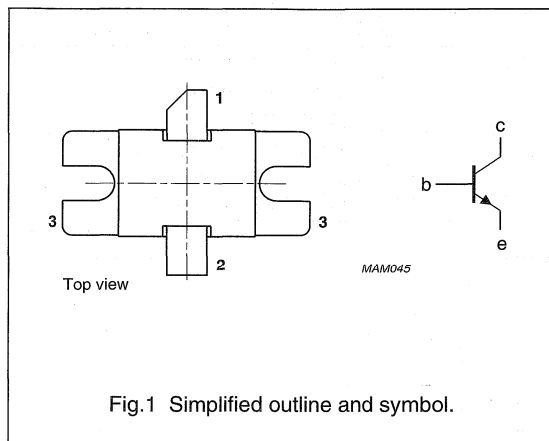 1
c
b
3
3
e
2
Top view
MAM045
Fig.1 Simplified outline and symbol.